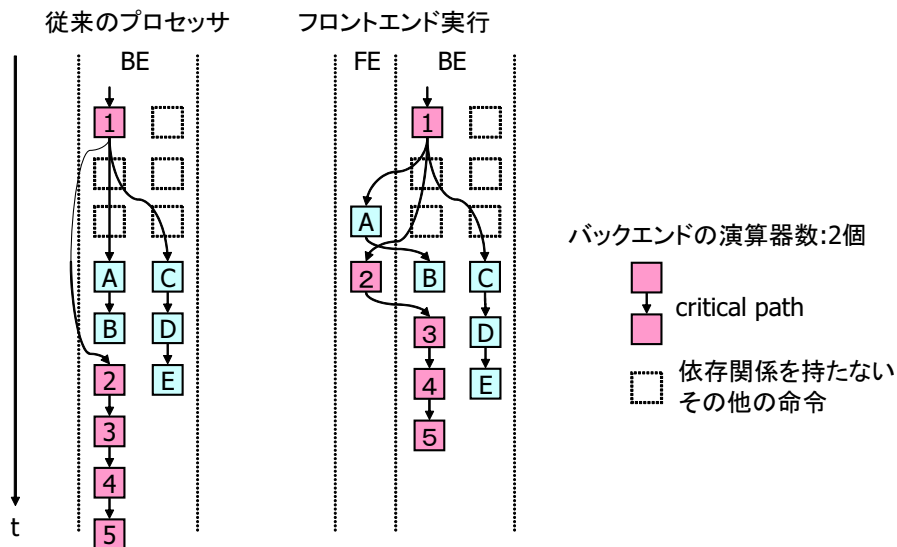 従来のプロセッサ
BE
1
A
C
B
D
2
E
3
4
5
t
フロントエンド実行
FE
BE
1
A
2
B
C
3
D
4
E
5
バックエンドの演算器数:2個
critical path
依存関係を持たない
その他の命令